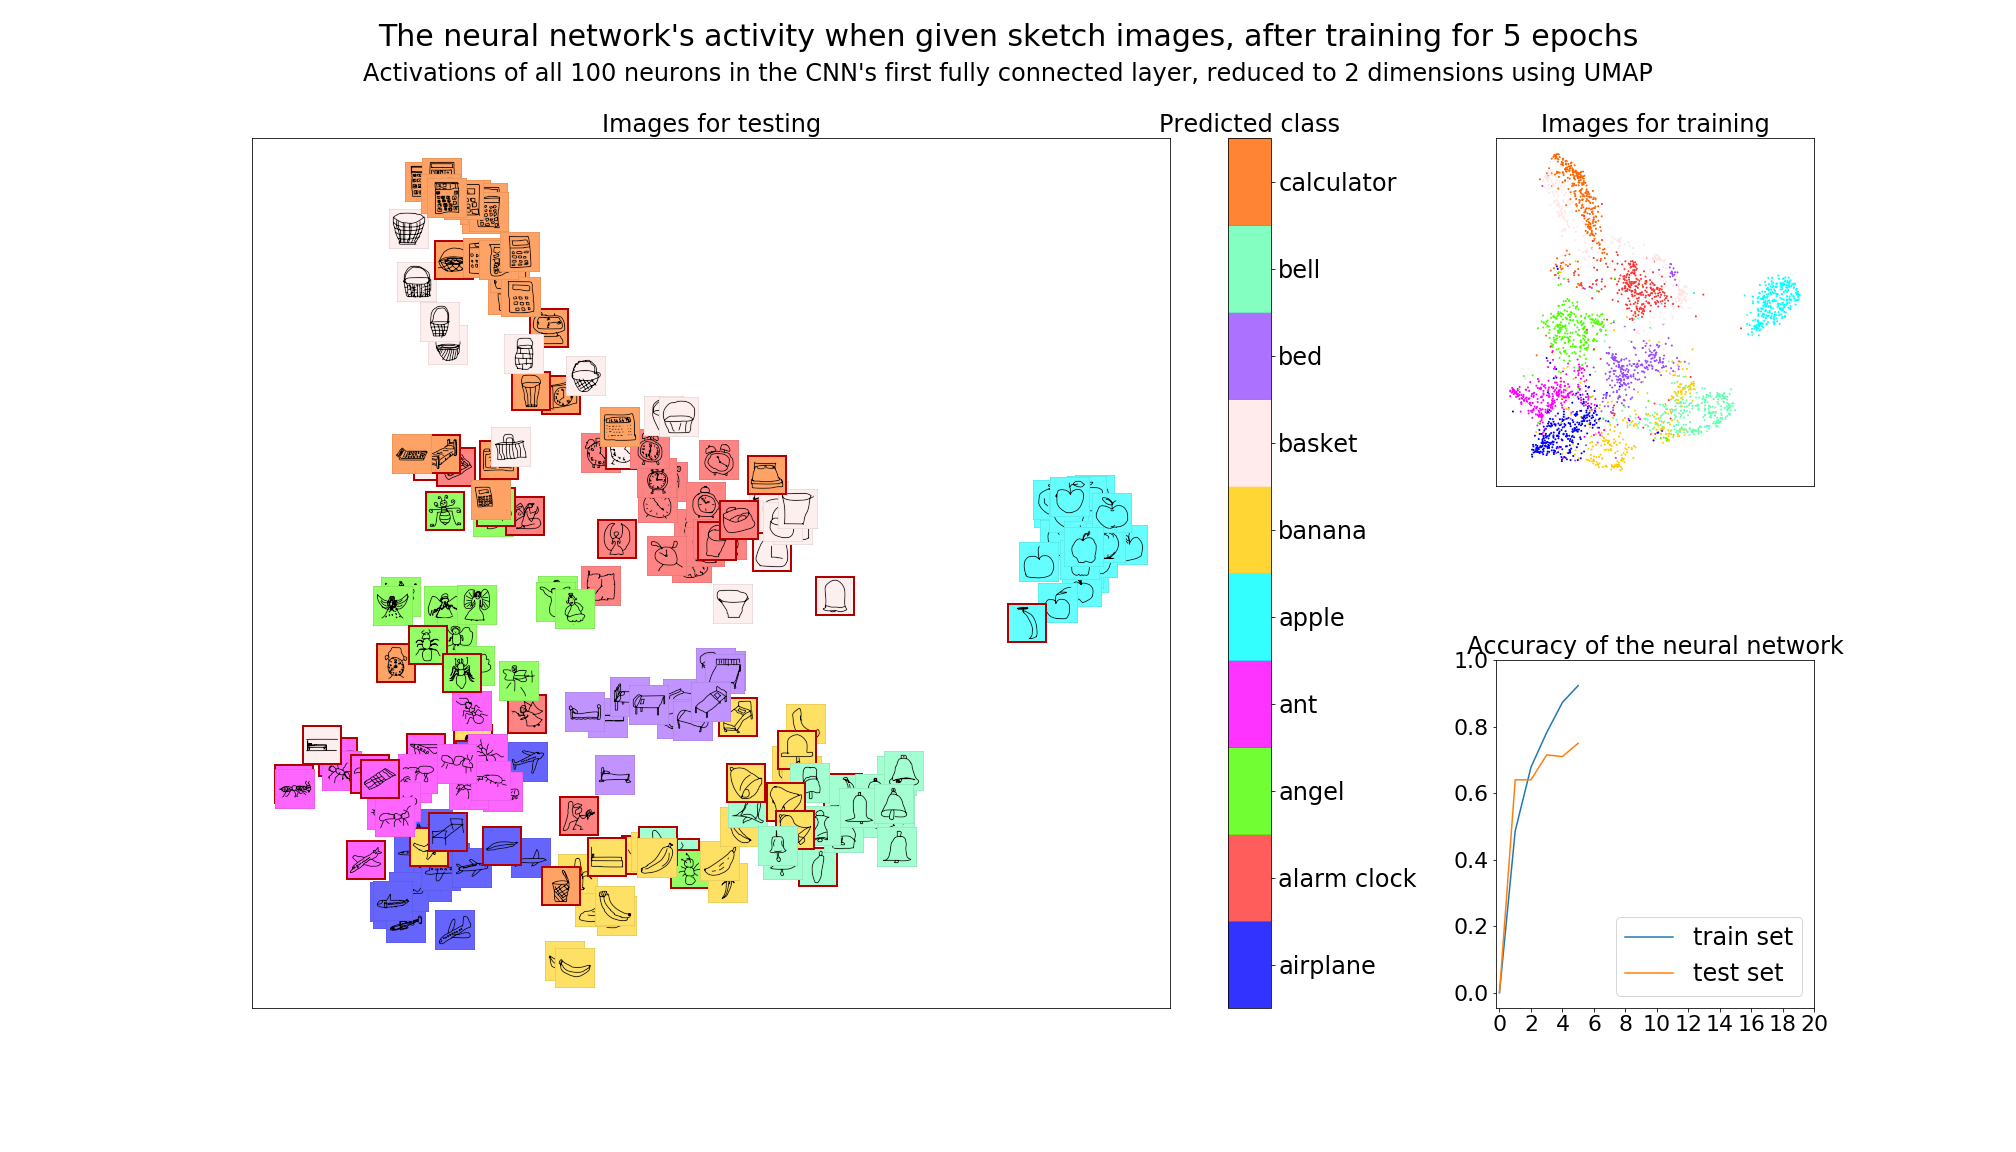 The neural network's activity when given sketch images, after training for 5 epochs
Activations of all 100 neurons in the CNN's first fully connected layer, reduced to 2 dimensions using UMAP
Images for testing
Predicted class
calculator
bell
bed
basket
banana
apple
ant
angel
alarm clock
airplane
Images for training
Accuracy of the neural network
1.0
0.8
0.6
0.4
0.2
0.0
train set
test set
0 2 4 6 8 10 12 14 16 18 20